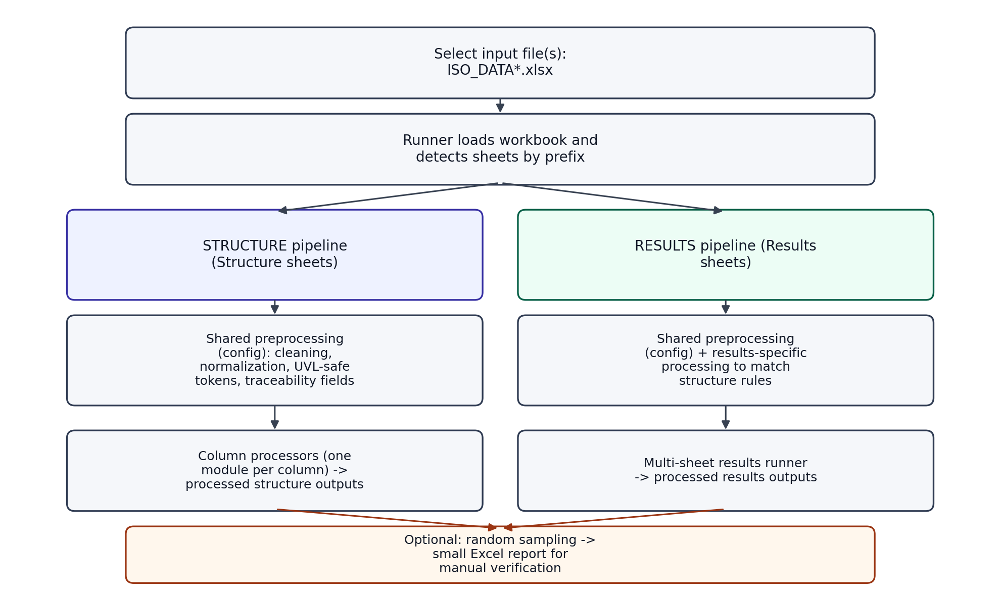 Select input file(s):
ISO_DATA*.xlsx
Runner loads workbook and
detects sheets by prefix
STRUCTURE pipeline
(Structure sheets)
RESULTS pipeline (Results
sheets)
Shared preprocessing
(config): cleaning,
normalization, UVL-safe
tokens, traceability fields
Shared preprocessing
(config) + results-specific
processing to match
structure rules
Column processors (one
module per column) ->
processed structure outputs
Multi-sheet results runner
-> processed results outputs
Optional: random sampling ->
small Excel report for
manual verification